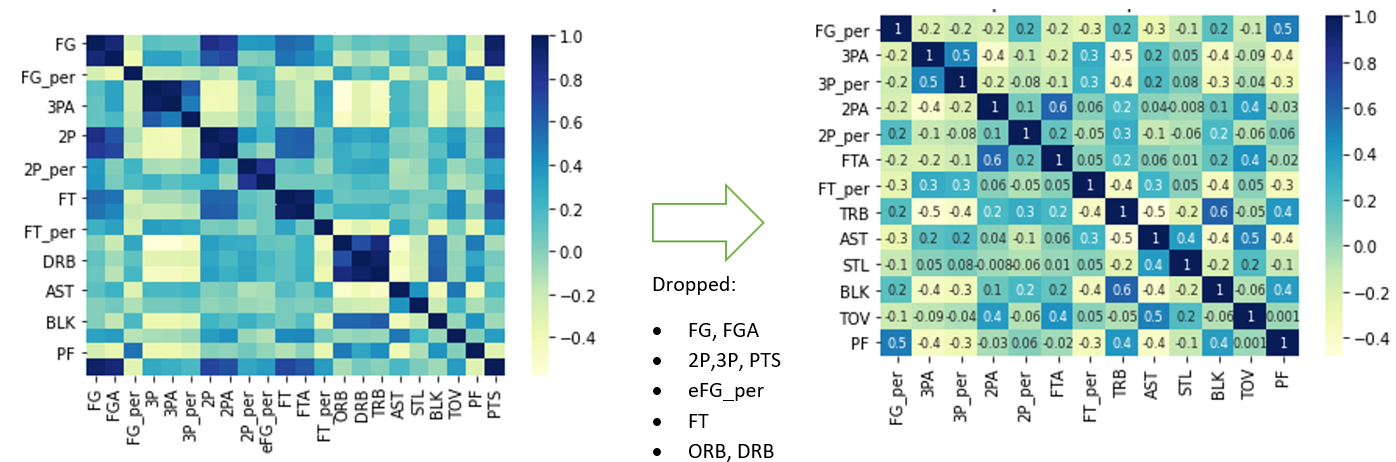 FG
FG_per
3PA
2P
2P_per
FT
FT_per
DRB
AST
BLK
PF
FG FGA FG_per 3P 3PA 3P_per 2P 2PA 2P_per eFG_per FT FTA FT_per ORB DRB TRB AST STL BLK TOV PF PTS
1.0
0.8
0.6
0.4
0.2
0.0
−0.2
−0.4
Dropped:
• FG, FGA
• 2P,3P, PTS
• eFG_per
• FT
• ORB, DRB
FG_per 1 -0.2 -0.2 -0.2 0.2 -0.2 -0.3 0.2 -0.3 -0.1 0.2 -0.1 0.5
3PA -0.2 1 0.5 -0.4 -0.1 -0.2 0.3 -0.5 0.2 0.05 -0.4 -0.09 -0.4
3P_per -0.2 0.5 1 -0.2 -0.08 -0.1 0.3 -0.4 0.2 0.08 -0.3 -0.04 -0.3
2PA -0.2 -0.4 -0.2 1 0.1 0.6 0.06 0.2 0.04 -0.008 0.1 0.4 -0.03
2P_per 0.2 -0.1 -0.08 0.1 1 0.2 -0.05 0.3 -0.1 -0.06 0.2 -0.06 0.06
FTA -0.2 -0.2 -0.1 0.6 0.2 1 0.05 0.2 0.06 0.01 0.2 0.4 -0.02
FT_per -0.3 0.3 0.3 0.06 -0.05 0.05 1 -0.4 0.3 0.05 -0.4 0.05 -0.3
TRB 0.2 -0.5 -0.4 0.2 0.3 0.2 -0.4 1 -0.5 -0.2 0.6 -0.05 0.4
AST -0.3 0.2 0.2 0.04 -0.1 0.06 0.3 -0.5 1 0.4 -0.4 0.5 -0.4
STL -0.1 0.05 0.08 -0.008 -0.06 0.01 0.05 -0.2 0.4 1 -0.2 0.2 -0.1
BLK 0.2 -0.4 -0.3 0.1 0.2 0.2 -0.4 0.6 -0.4 -0.2 1 -0.06 0.4
TOV -0.1 -0.09 -0.04 0.4 -0.06 0.4 0.05 -0.05 0.5 0.2 -0.06 1 0.001
PF 0.5 -0.4 -0.3 -0.03 0.06 -0.02 -0.3 0.4 -0.4 -0.1 0.4 0.001 1
FG_per 3PA 3P_per 2PA 2P_per FTA FT_per TRB AST STL BLK TOV PF
1.0
0.8
0.6
0.4
0.2
0.0
−0.2
−0.4